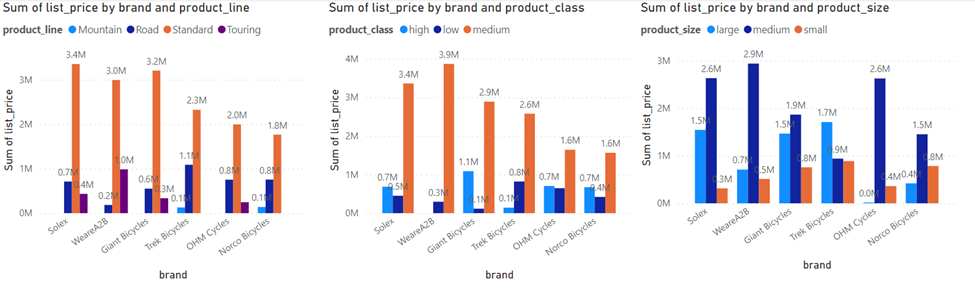 Sum of list_price by brand and product_line
product_line Mountain Road Standard Touring
Sum of list_price
3M
2M
1M
0M
3.4M
3.0M
3.2M
2.3M
2.0M
1.8M
0.7M
0.4M
0.2M
1.0M
0.6M
0.3M
0.1M
1.1M
0.8M
0.1M
0.8M
Solex
WeareA2B
Giant Bicycles
Trek Bicycles
OHM Cycles
Norco Bicycles
brand
Sum of list_price by brand and product_class
product_class high low medium
Sum of list_price
4M
3M
2M
1M
0M
3.4M
3.9M
2.9M
2.6M
1.6M
1.6M
0.7M
0.5M
0.3M
1.1M
0.1M
0.1M
0.8M
0.7M
0.7M
0.4M
Solex
WeareA2B
Giant Bicycles
Trek Bicycles
OHM Cycles
Norco Bicycles
brand
Sum of list_price by brand and product_size
product_size large medium small
Sum of list_price
3M
2M
1M
0M
1.5M
2.6M
0.3M
0.7M
2.9M
0.5M
1.5M
1.9M
0.8M
1.7M
0.9M
0.0M
2.6M
0.4M
0.4M
1.5M
0.8M
Solex
WeareA2B
Giant Bicycles
Trek Bicycles
OHM Cycles
Norco Bicycles
brand